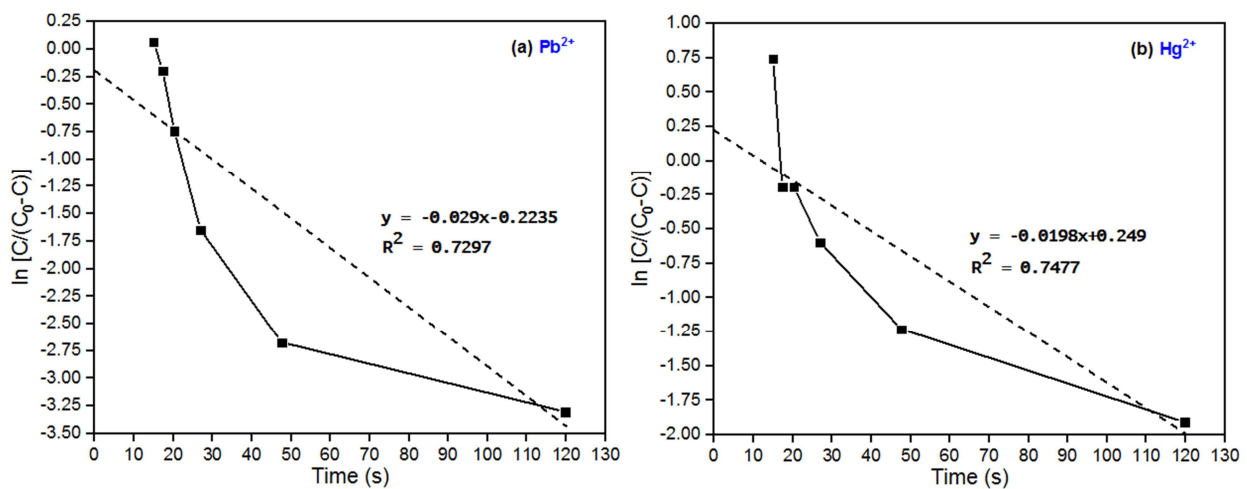 (a) Pb²⁺
0.25
0.00
-0.25
-0.50
-0.75
-1.00
-1.25
-1.50
-1.75
-2.00
-2.25
-2.50
-2.75
-3.00
-3.25
-3.50
ln [C/(C₀-C)]
y = -0.029x-0.2235
R² = 0.7297
0 10 20 30 40 50 60 70 80 90 100 110 120 130
Time (s)
(b) Hg²⁺
1.00
0.75
0.50
0.25
0.00
-0.25
-0.50
-0.75
-1.00
-1.25
-1.50
-1.75
-2.00
ln [C/(C₀-C)]
y = -0.0198x+0.249
R² = 0.7477
0 10 20 30 40 50 60 70 80 90 100 110 120 130
Time (s)